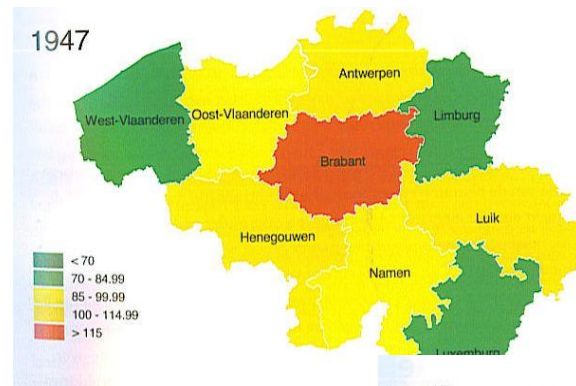 1947
Antwerpen
West-Vlaanderen
Oost-Vlaanderen
Limburg
Brabant
Luik
Henegouwen
Namen
Luxemburg
< 70
70 - 84.99
85 - 99.99
100 - 114.99
> 115